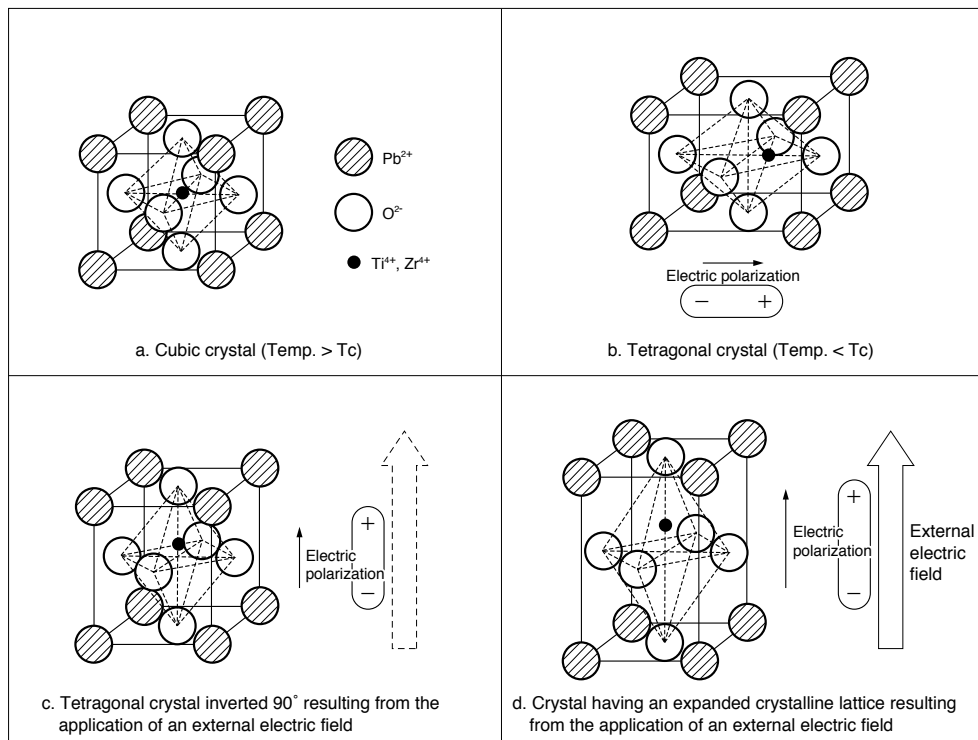 Pb²⁺
O²⁻
Ti⁴⁺, Zr⁴⁺
a. Cubic crystal (Temp. > Tc)
Electric polarization
− +
b. Tetragonal crystal (Temp. < Tc)
Electric
polarization
+
−
c. Tetragonal crystal inverted 90˚ resulting from the
application of an external electric field
Electric
polarization
+
−
External
electric
field
d. Crystal having an expanded crystalline lattice resulting
from the application of an external electric field